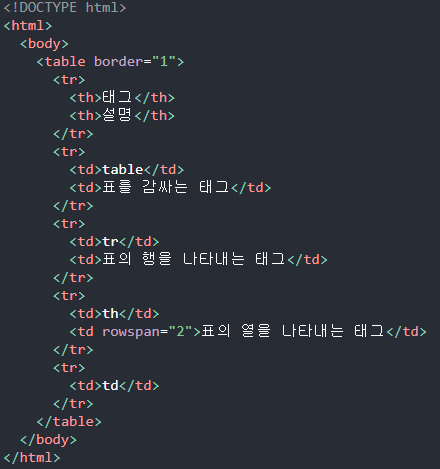 <!DOCTYPE html>
<html>
  <body>
    <table border="1">
      <tr>
        <th>태그</th>
        <th>설명</th>
      </tr>
      <tr>
        <td>table</td>
        <td>표를 감싸는 태그</td>
      </tr>
      <tr>
        <td>tr</td>
        <td>표의 행을 나타내는 태그</td>
      </tr>
      <tr>
        <td>th</td>
        <td rowspan="2">표의 열을 나타내는 태그</td>
      </tr>
      <tr>
        <td>td</td>
      </tr>
    </table>
  </body>
</html>